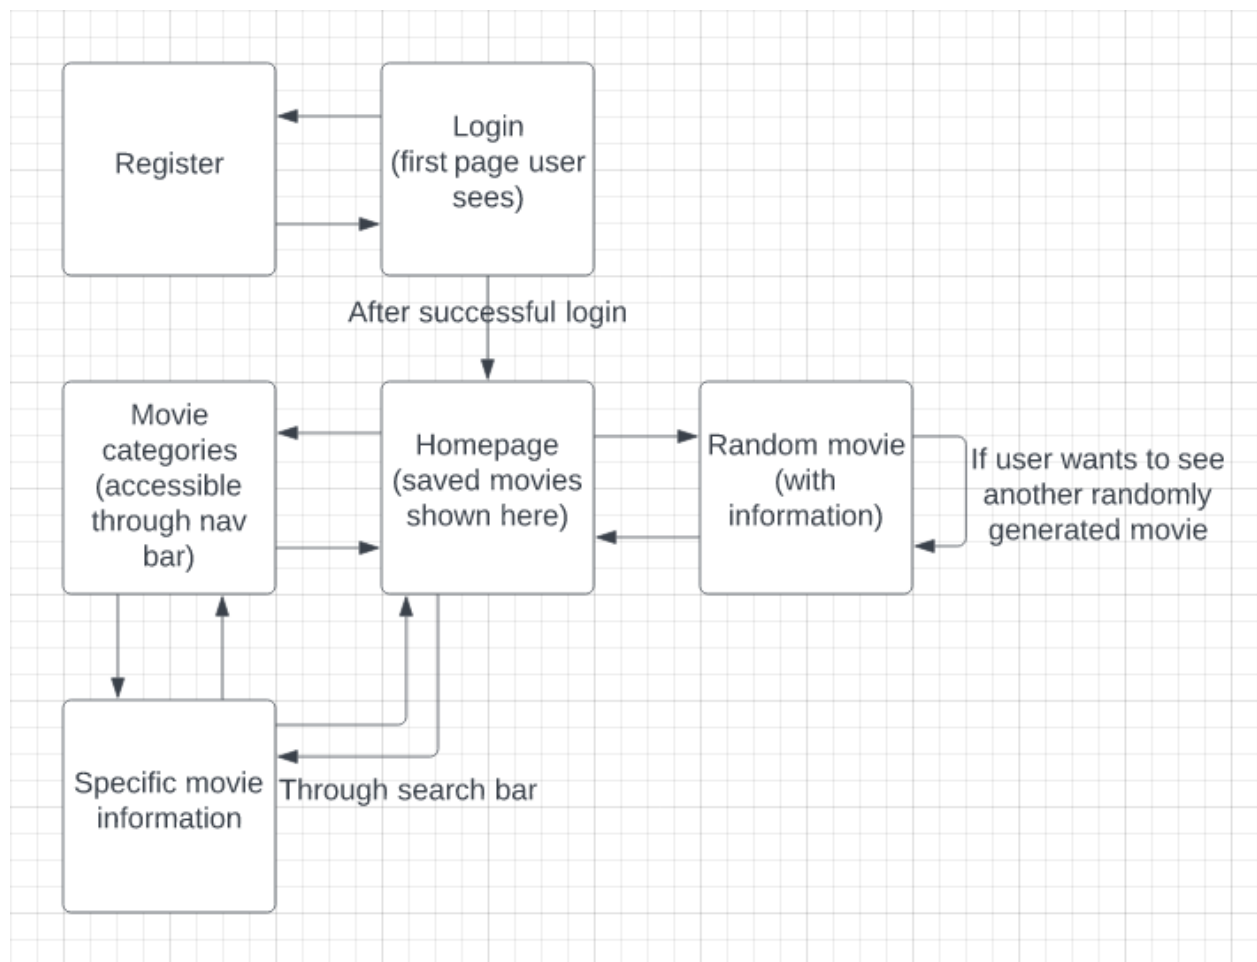 Register
Login
(first page user
sees)
After successful login
Movie
categories
(accessible
through nav
bar)
Homepage
(saved movies
shown here)
Random movie
(with
information)
If user wants to see
another randomly
generated movie
Specific movie
information
Through search bar